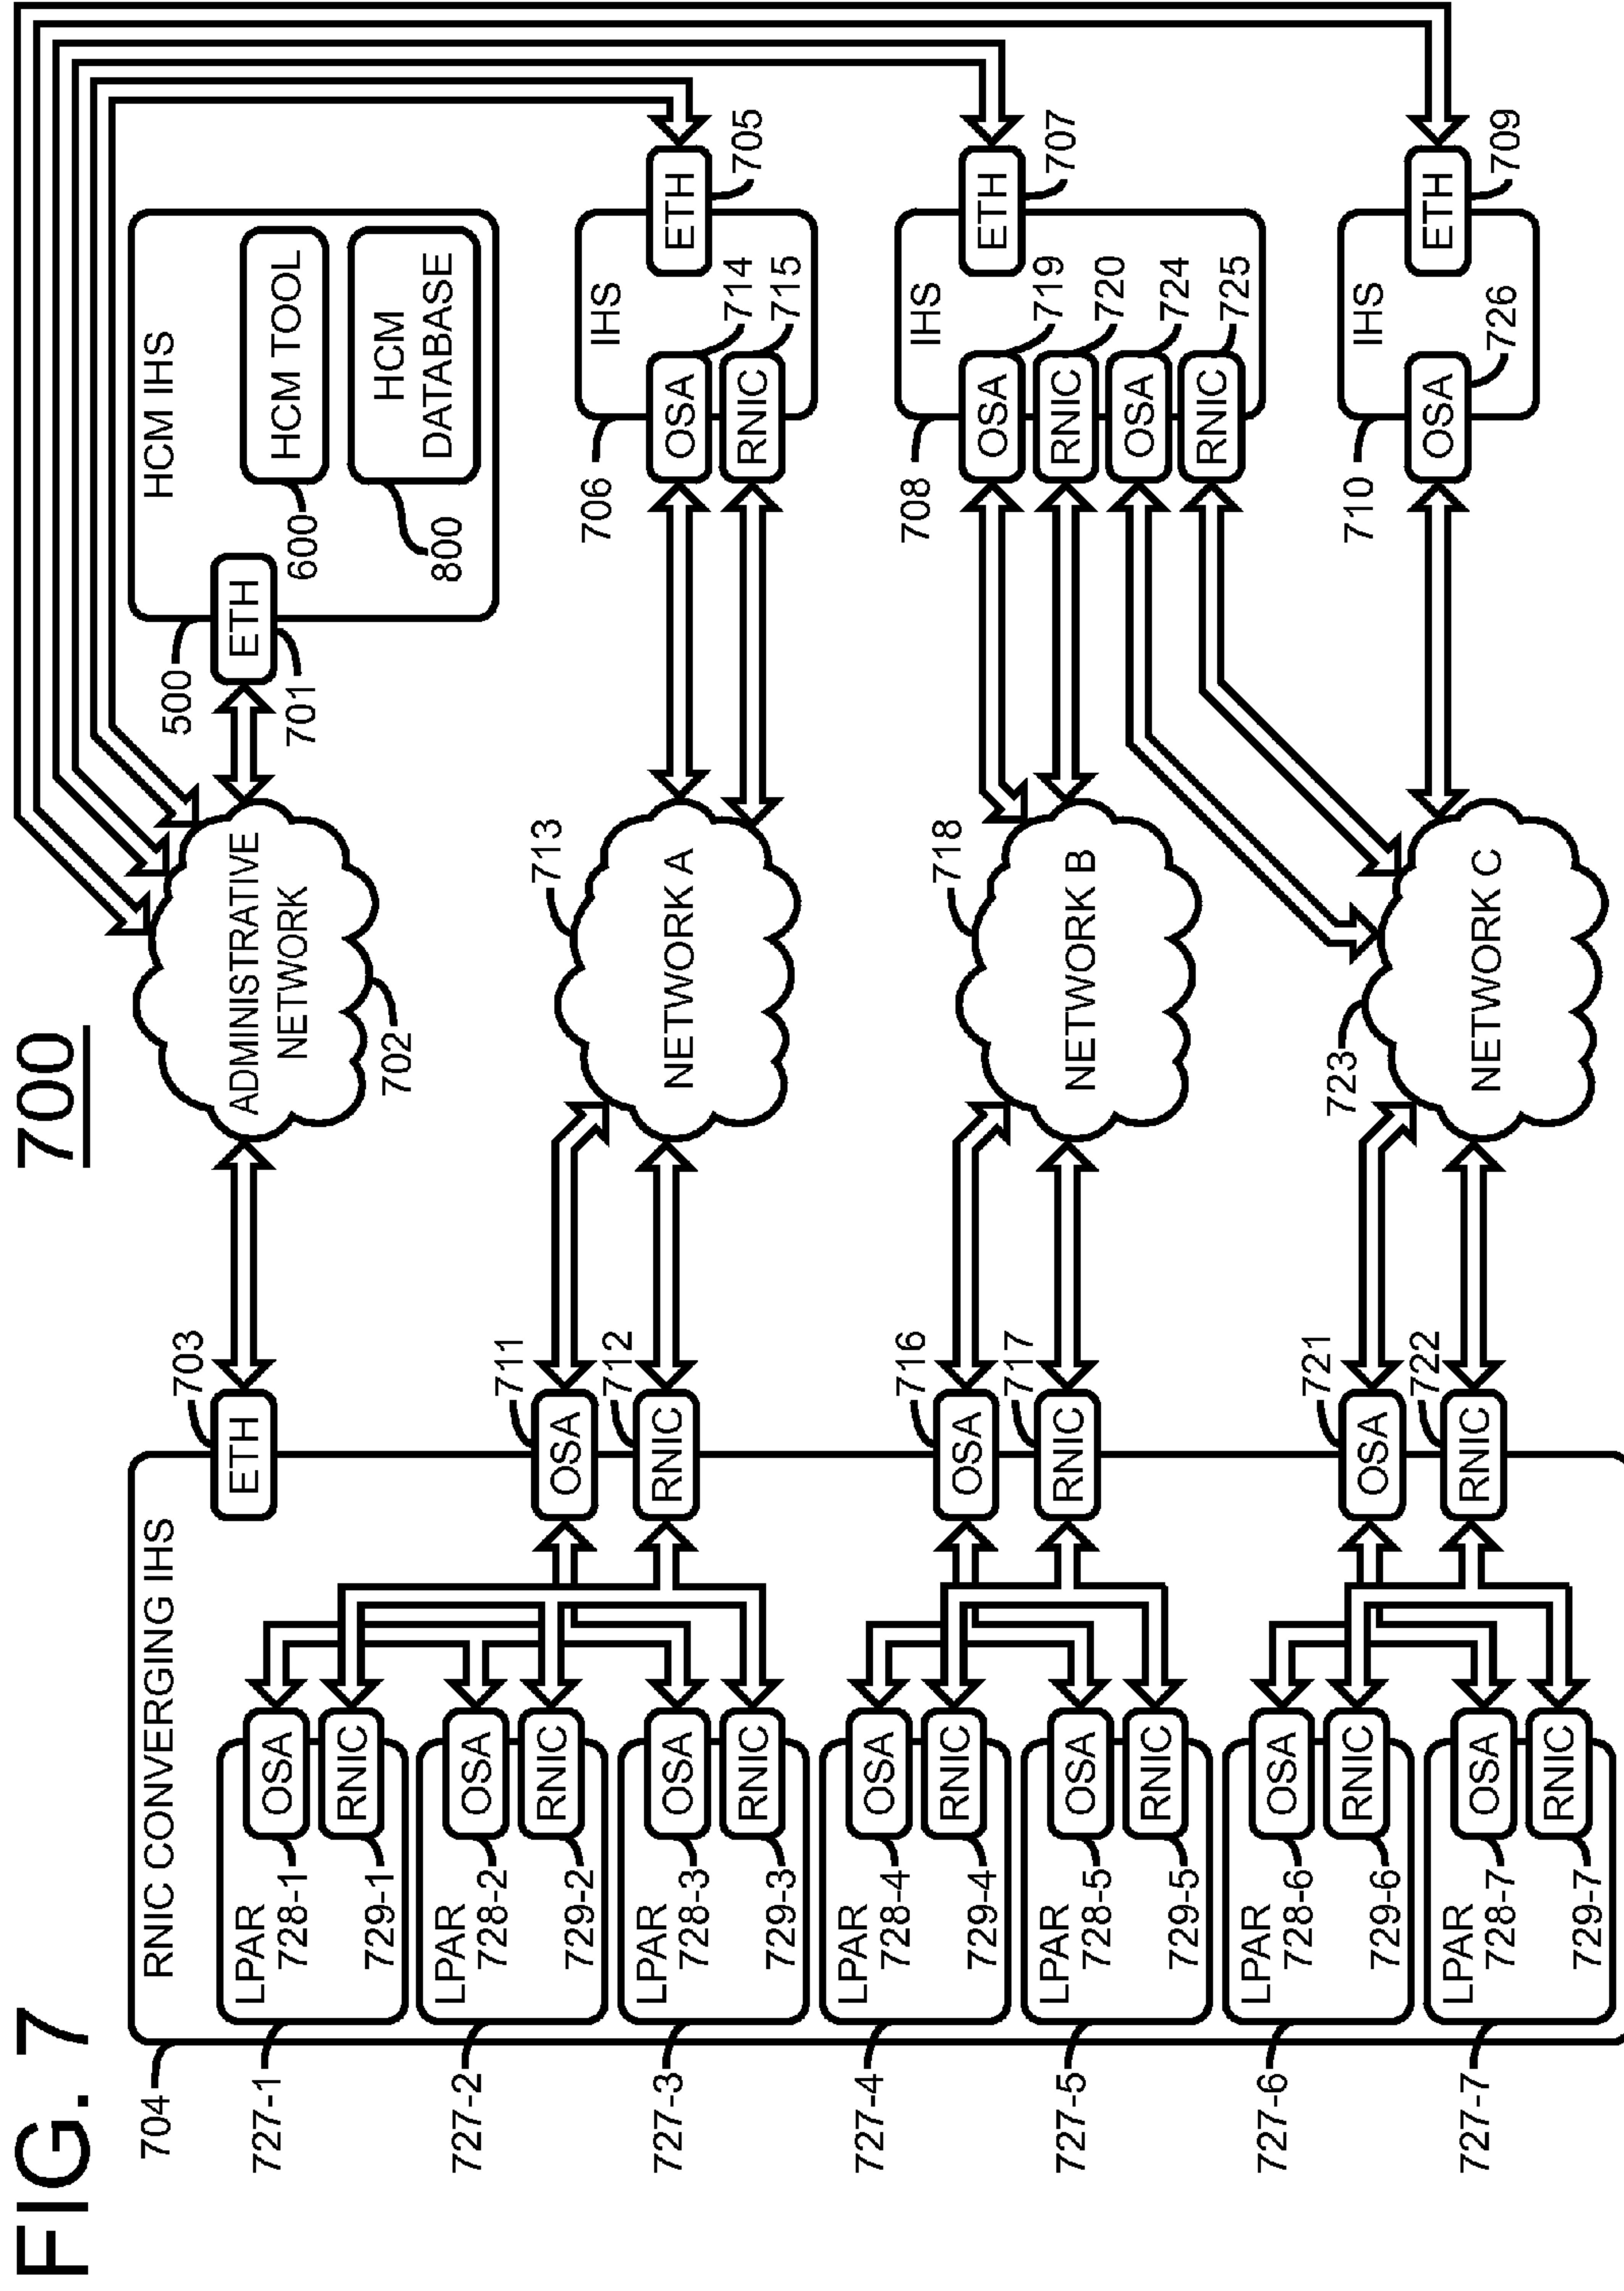 FIG. 7
700
RNIC CONVERGING IHS
704
ETH
703
ADMINISTRATIVE
NETWORK
702
ETH
701
500
HCM IHS
HCM TOOL
600
HCM
DATABASE
800
727-1
LPAR
OSA
728-1
RNIC
729-1
727-2
LPAR
OSA
728-2
RNIC
729-2
727-3
LPAR
OSA
728-3
RNIC
729-3
OSA
711
RNIC
712
NETWORK A
713
706
IHS
OSA
714
RNIC
715
ETH
705
727-4
LPAR
OSA
728-4
RNIC
729-4
727-5
LPAR
OSA
728-5
RNIC
729-5
OSA
716
RNIC
717
NETWORK B
718
708
IHS
OSA
719
RNIC
720
OSA
724
RNIC
725
ETH
707
727-6
LPAR
OSA
728-6
RNIC
729-6
727-7
LPAR
OSA
728-7
RNIC
729-7
OSA
721
RNIC
722
NETWORK C
723
710
IHS
OSA
726
ETH
709